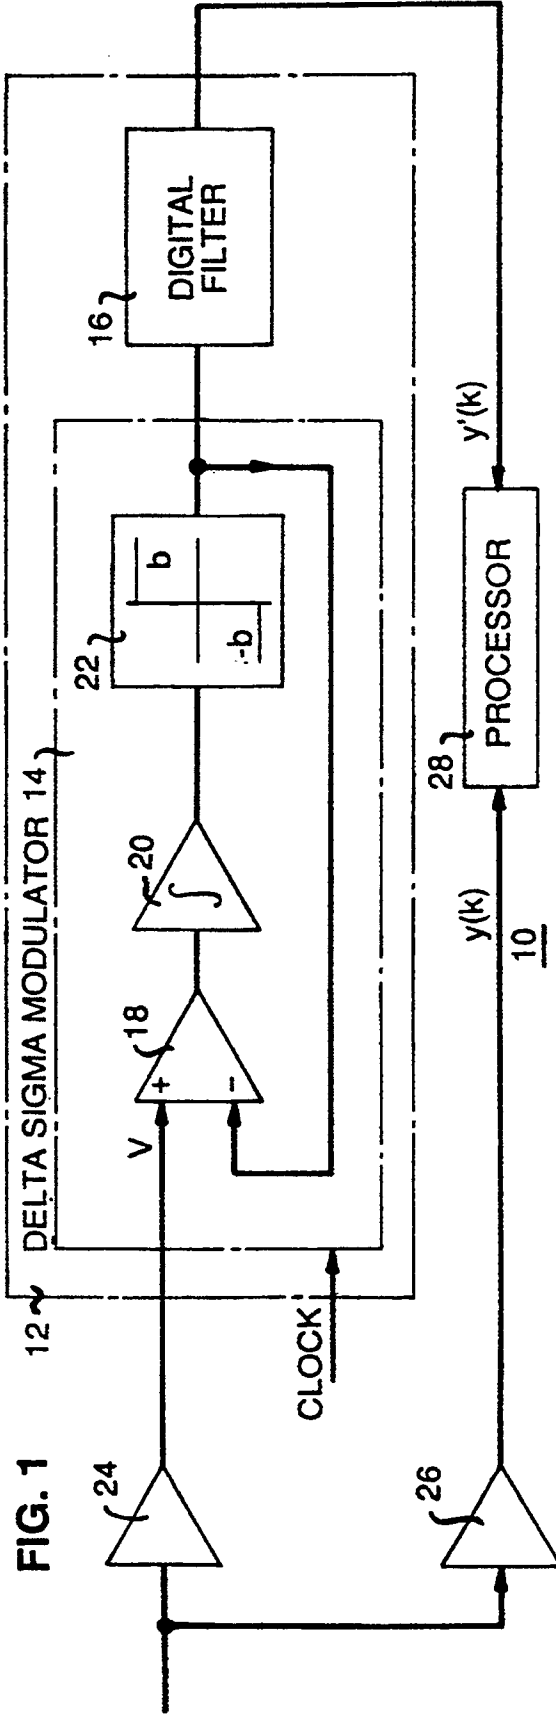 FIG. 1
12
DELTA SIGMA MODULATOR 14
16
DIGITAL
FILTER
22
b
-b
20
∫
18
+
-
V
24
CLOCK
26
y(k)
28
PROCESSOR
y'(k)
10